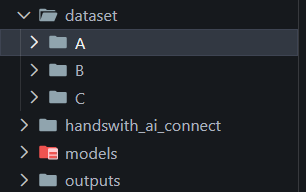 dataset
A
B
C
handswith_ai_connect
models
outputs